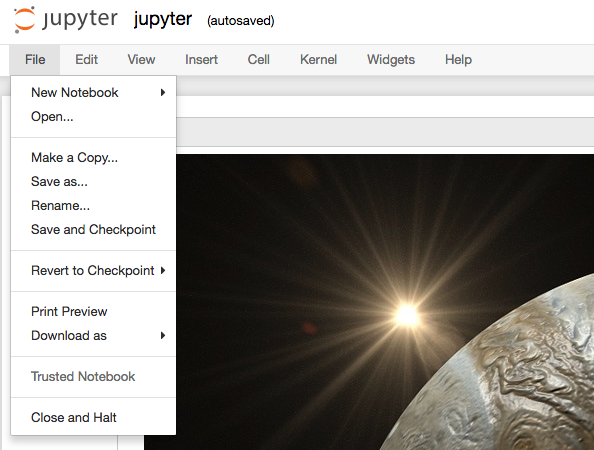 jupyter jupyter (autosaved)
File Edit View Insert Cell Kernel Widgets Help
New Notebook
Open...
Make a Copy...
Save as...
Rename...
Save and Checkpoint
Revert to Checkpoint
Print Preview
Download as
Trusted Notebook
Close and Halt